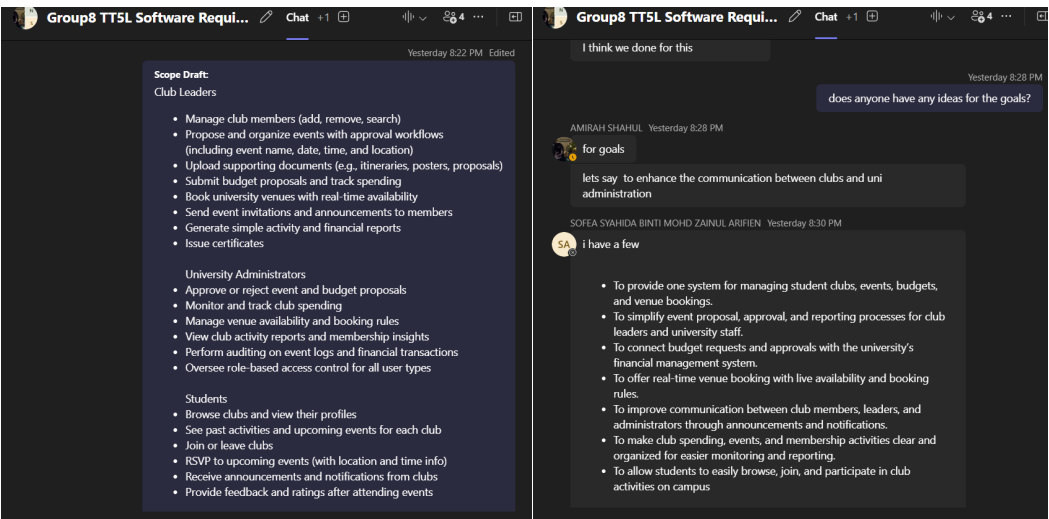 Group8 TT5L Software Requi...
Chat +1
4
Yesterday 8:22 PM Edited
Scope Draft:
Club Leaders
Manage club members (add, remove, search)
Propose and organize events with approval workflows
(including event name, date, time, and location)
Upload supporting documents (e.g., itineraries, posters, proposals)
Submit budget proposals and track spending
Book university venues with real-time availability
Send event invitations and announcements to members
Generate simple activity and financial reports
Issue certificates
University Administrators
Approve or reject event and budget proposals
Monitor and track club spending
Manage venue availability and booking rules
View club activity reports and membership insights
Perform auditing on event logs and financial transactions
Oversee role-based access control for all user types
Students
Browse clubs and view their profiles
See past activities and upcoming events for each club
Join or leave clubs
RSVP to upcoming events (with location and time info)
Receive announcements and notifications from clubs
Provide feedback and ratings after attending events
Group8 TT5L Software Requi...
Chat +1
4
I think we done for this
Yesterday 8:28 PM
does anyone have any ideas for the goals?
AMIRAH SHAHUL Yesterday 8:28 PM
for goals
lets say to enhance the communication between clubs and uni
administration
SOFEA SYAHIDA BINTI MOHD ZAINUL ARIFIEN Yesterday 8:30 PM
SA
i have a few
To provide one system for managing student clubs, events, budgets,
and venue bookings.
To simplify event proposal, approval, and reporting processes for club
leaders and university staff.
To connect budget requests and approvals with the university's
financial management system.
To offer real-time venue booking with live availability and booking
rules.
To improve communication between club members, leaders, and
administrators through announcements and notifications.
To make club spending, events, and membership activities clear and
organized for easier monitoring and reporting.
To allow students to easily browse, join, and participate in club
activities on campus